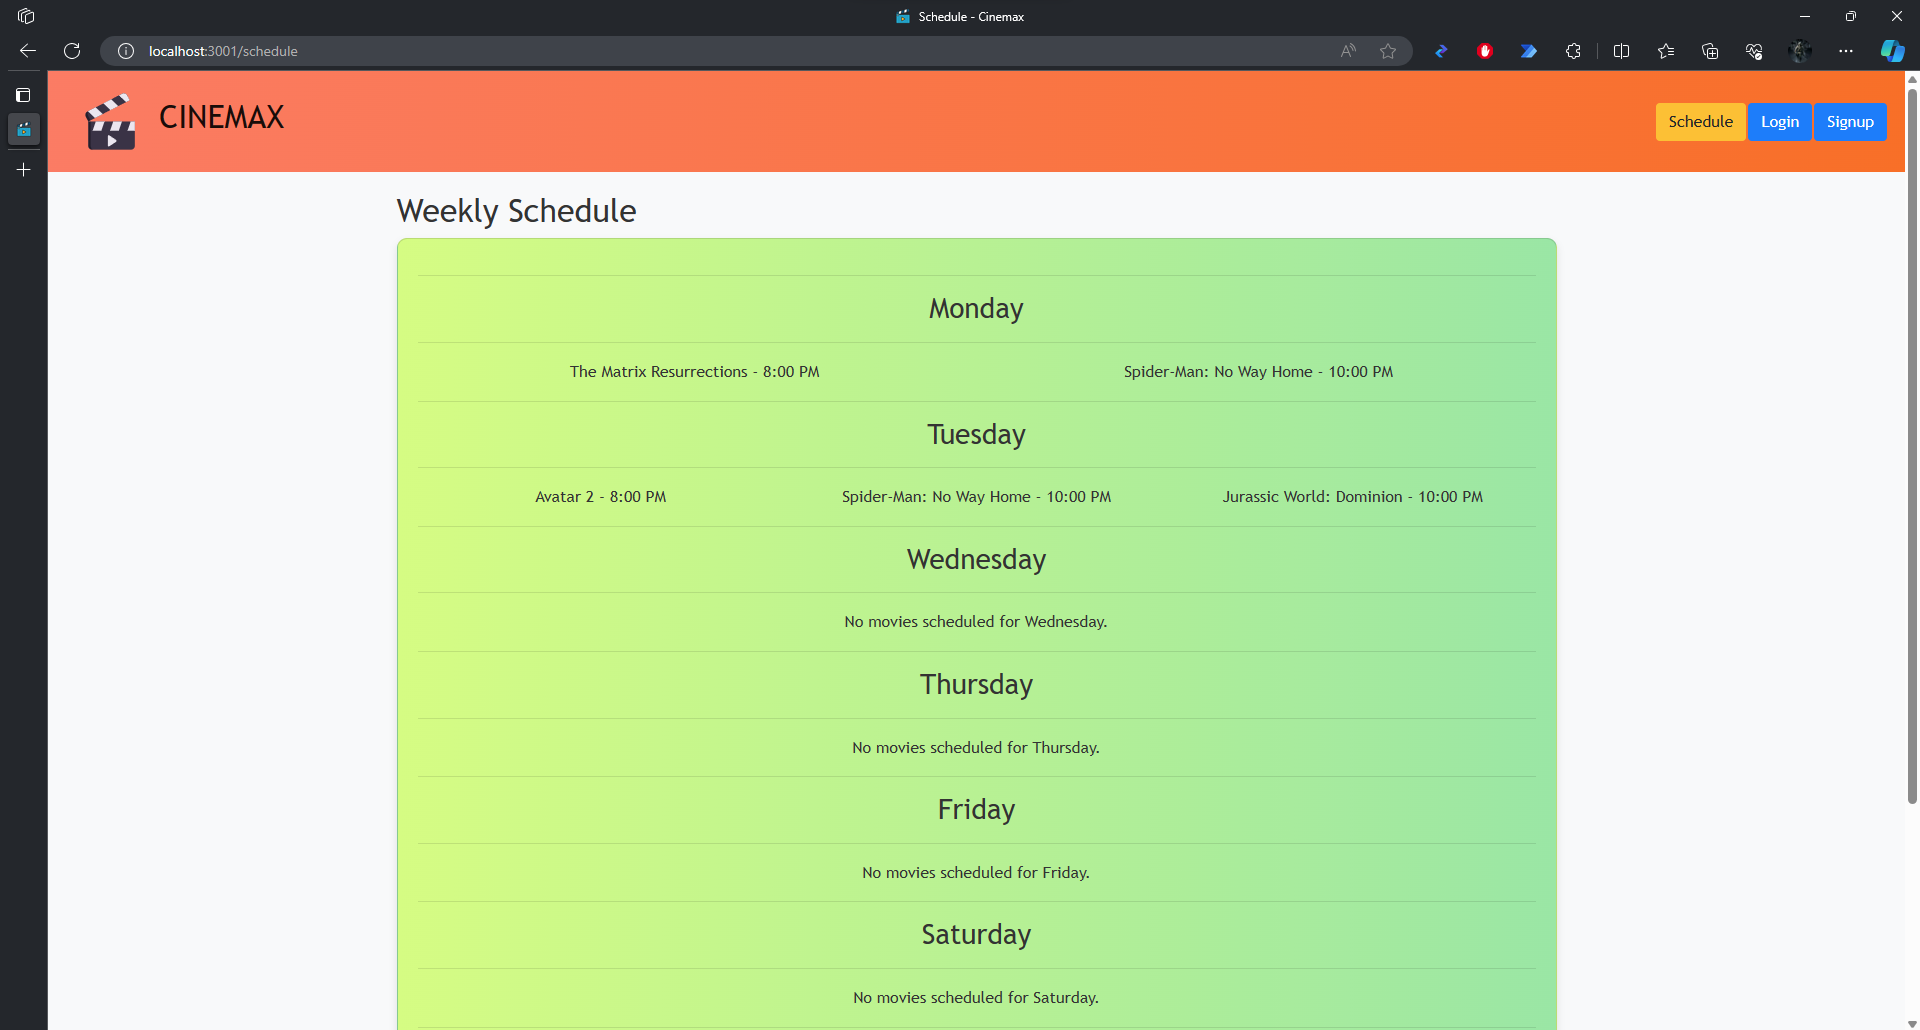 Schedule - Cinemax
localhost:3001/schedule
CINEMAX
Schedule Login Signup
Weekly Schedule
Monday
The Matrix Resurrections - 8:00 PM Spider-Man: No Way Home - 10:00 PM
Tuesday
Avatar 2 - 8:00 PM Spider-Man: No Way Home - 10:00 PM Jurassic World: Dominion - 10:00 PM
Wednesday
No movies scheduled for Wednesday.
Thursday
No movies scheduled for Thursday.
Friday
No movies scheduled for Friday.
Saturday
No movies scheduled for Saturday.